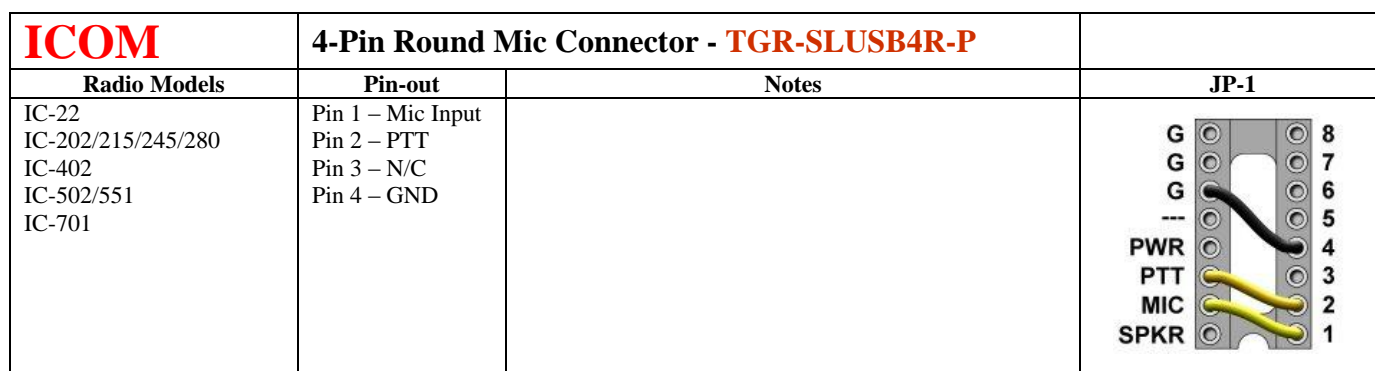 ICOM
4-Pin Round Mic Connector - TGR-SLUSB4R-P
Radio Models
Pin-out
Notes
JP-1
IC-22
IC-202/215/245/280
IC-402
IC-502/551
IC-701
Pin 1 – Mic Input
Pin 2 – PTT
Pin 3 – N/C
Pin 4 – GND
G 8
G 7
G 6
--- 5
PWR 4
PTT 3
MIC 2
SPKR 1